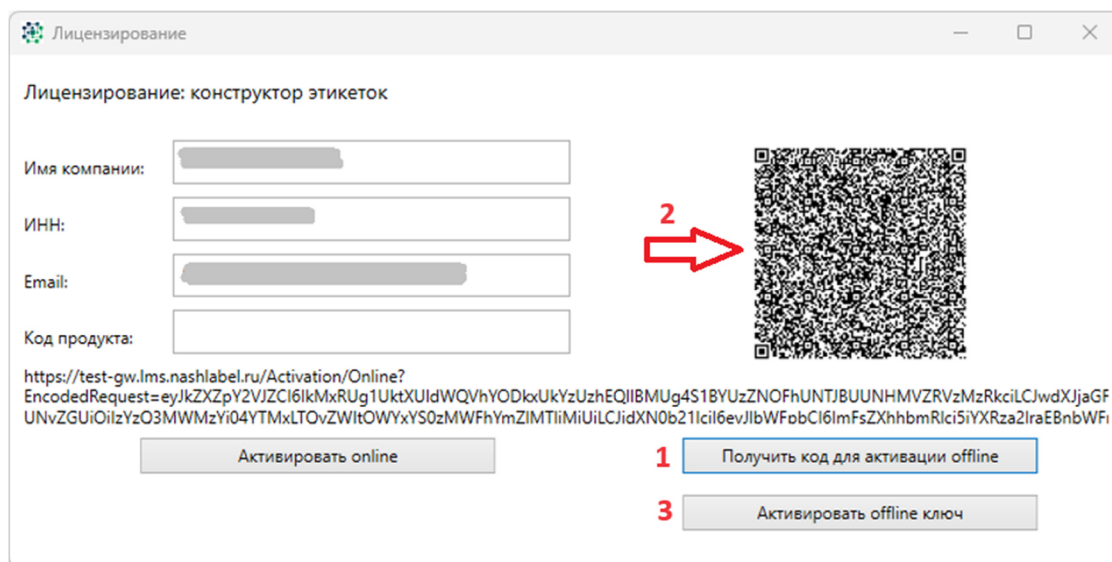 Лицензирование
Лицензирование: конструктор этикеток
Имя компании:
ИНН:
Email:
Код продукта:
2
https://test-gw.lms.nashlabel.ru/Activation/Online?
Активировать online
1
Получить код для активации offline
3
Активировать offline ключ